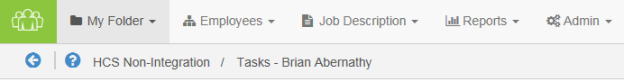 My Folder Employees Job Description Reports Admin
HCS Non-Integration / Tasks - Brian Abernathy